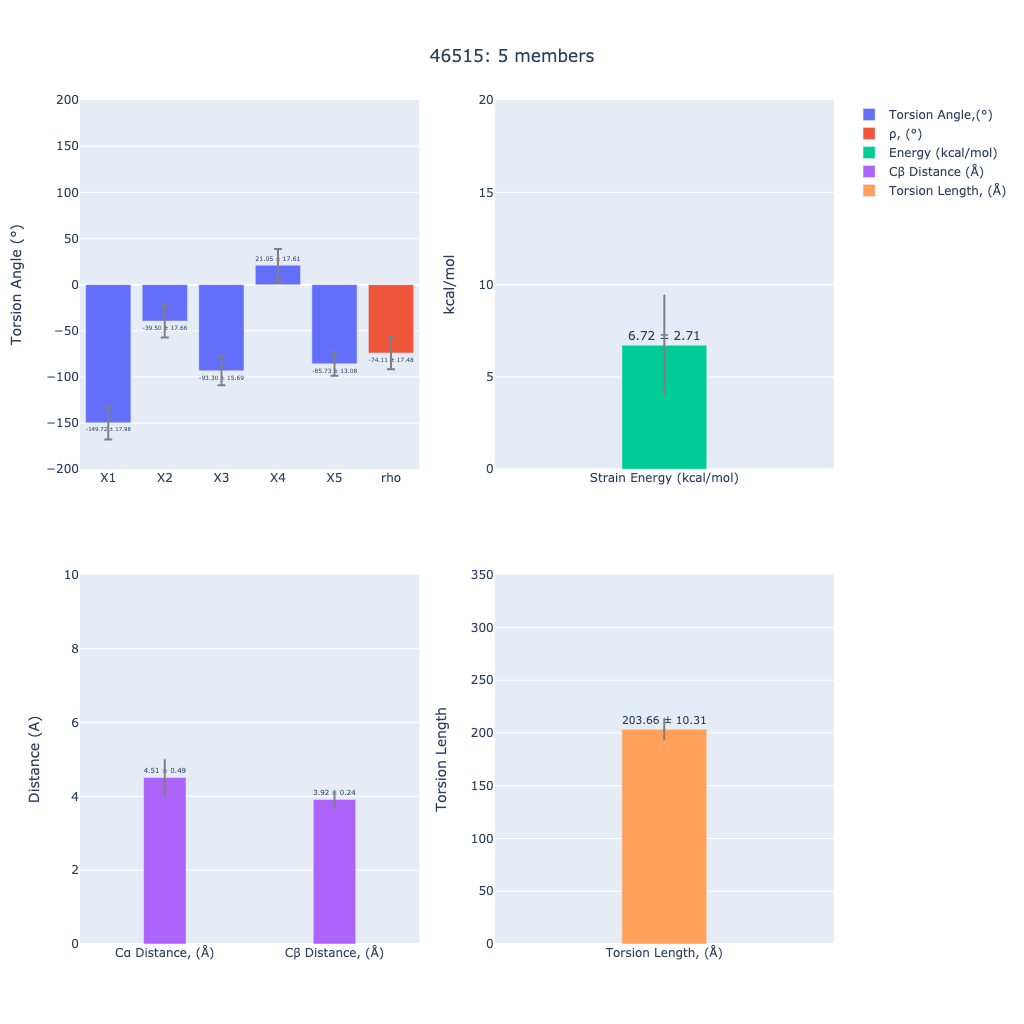 46515: 5 members
Torsion Angle (°)
200
150
100
50
0
−50
−100
−150
−200
-149.72 ± 17.98
-39.50 ± 17.66
-93.30 ± 15.69
21.05 ± 17.61
-85.73 ± 13.08
-74.11 ± 17.48
X1 X2 X3 X4 X5 rho
kcal/mol
20
15
10
5
0
6.72 ± 2.71
Strain Energy (kcal/mol)
Torsion Angle,(°)
ρ, (°)
Energy (kcal/mol)
Cβ Distance (Å)
Torsion Length, (Å)
Distance (A)
10
8
6
4
2
0
4.51 ± 0.49
3.92 ± 0.24
Cα Distance, (Å) Cβ Distance, (Å)
Torsion Length
350
300
250
200
150
100
50
0
203.66 ± 10.31
Torsion Length, (Å)